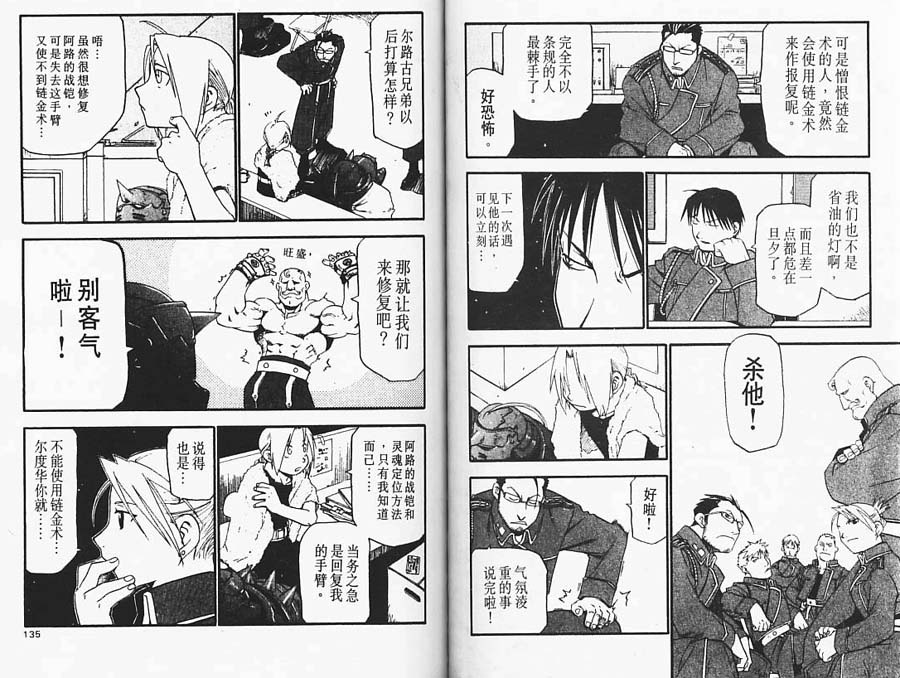 可是憎恨链金
术的人，竟然
会使用链金术
来作报复呢。
完全不以
条规的人
最棘手了。
好恐怖。
我们也不是
省油的灯啊，
而且差一
点都危在
旦夕了。
下一次遇
见他的话，
可以立刻…
杀他！
好啦！
气氛凌
重的事
说完啦！
尔路古兄弟以
后打算怎样？
唔…
虽然很想修复
阿路的战铠，
可是失去这手臂
又使不到链金术…
那就让我们
来修复吧？
旺盛，
别客气
啦－！
阿路的战铠和
灵魂定位方法
，只有我知道
而己……
当务之急
是回复我
的手臂。
说得
也是…
不能使用链金术…
尔度华你就……
135